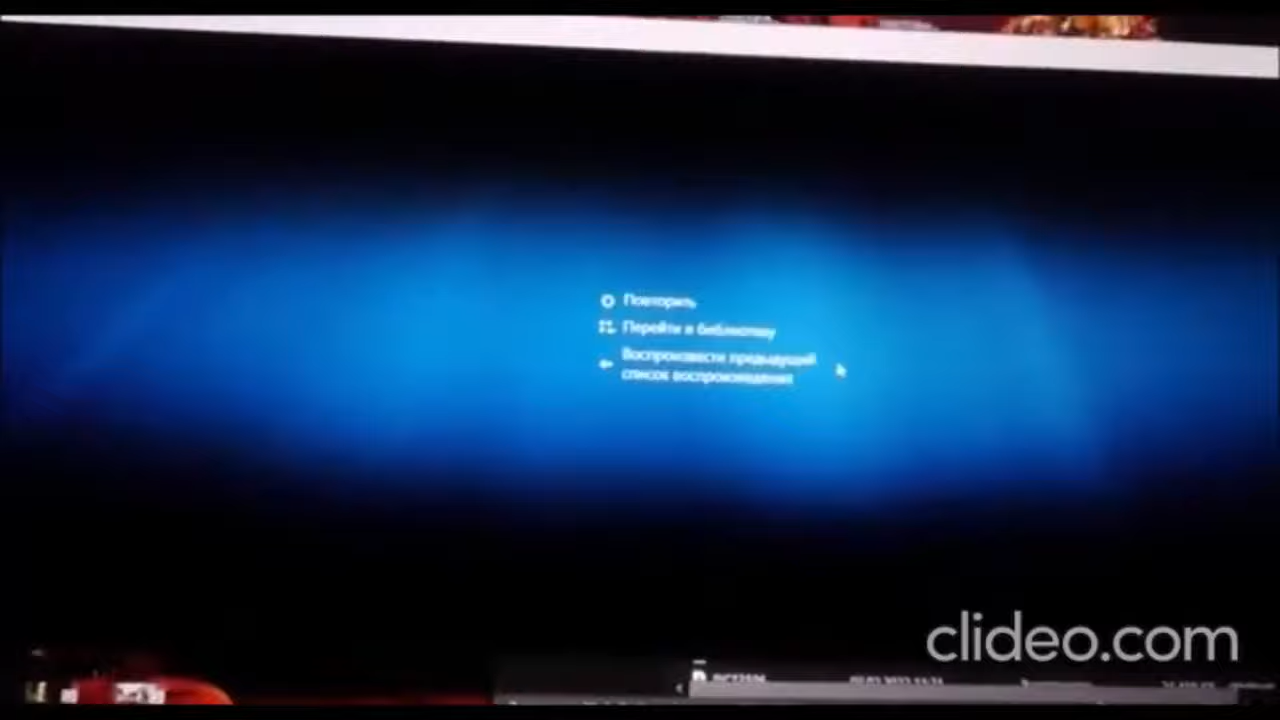 Повторить
Перейти в библиотеку
Воспроизвести предыдущий
список воспроизведения
clideo.com